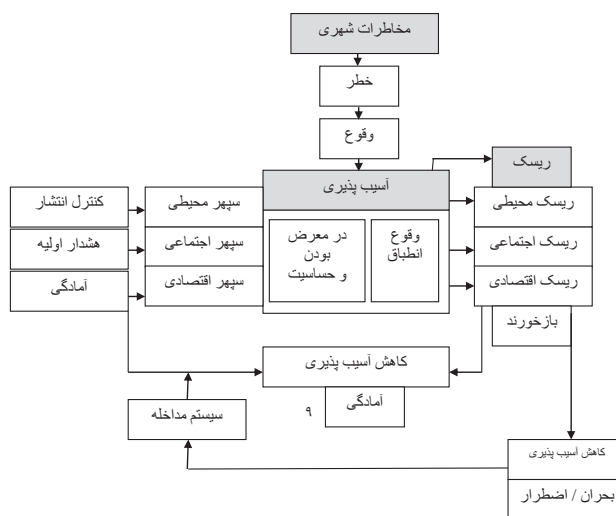 مخاطرات شهری
خطر
وقوع
ریسک
آسیب پذیری
کنترل انتشار
سپهر محیطی
ریسک محیطی
در معرض
بودن
و حساسیت
وقوع
انطباق
هشدار اولیه
سپهر اجتماعی
ریسک اجتماعی
آمادگی
سپهر اقتصادی
ریسک اقتصادی
بازخورند
کاهش آسیب پذیری
آمادگی
۹
سیستم مداخله
کاهش آسیب پذیری
بحران / اضطرار